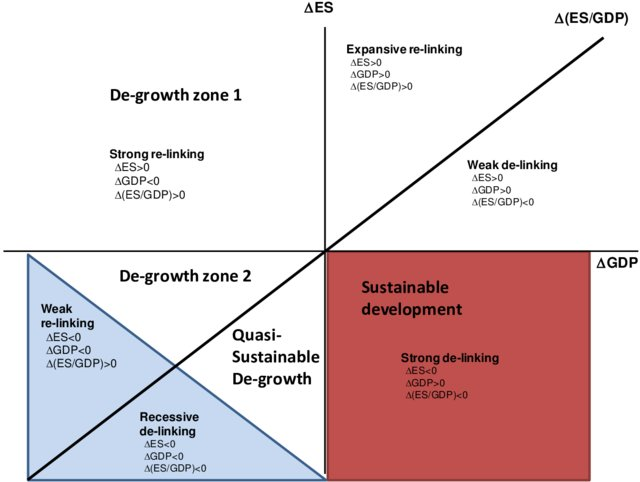 ΔES
Δ(ES/GDP)
Expansive re-linking
ΔES>0
ΔGDP>0
Δ(ES/GDP)>0
De-growth zone 1
Strong re-linking
ΔES>0
ΔGDP<0
Δ(ES/GDP)>0
Weak de-linking
ΔES>0
ΔGDP>0
Δ(ES/GDP)<0
ΔGDP
De-growth zone 2
Weak
re-linking
ΔES<0
ΔGDP<0
Δ(ES/GDP)>0
Quasi-
Sustainable
De-growth
Sustainable
development
Strong de-linking
ΔES<0
ΔGDP>0
Δ(ES/GDP)<0
Recessive
de-linking
ΔES<0
ΔGDP<0
Δ(ES/GDP)<0